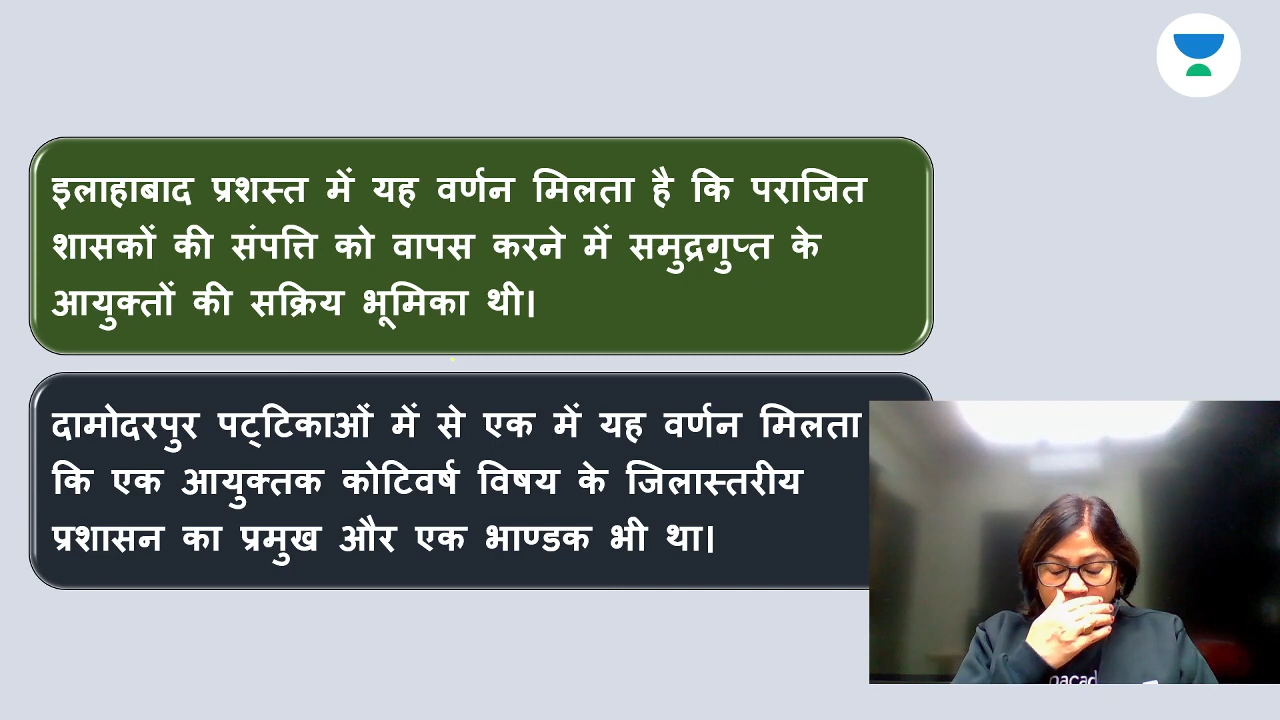 इलाहाबाद प्रशस्त में यह वर्णन मिलता है कि पराजित
शासकों की संपत्ति को वापस करने में समुद्रगुप्त के
आयुक्तों की सक्रिय भूमिका थी।
दामोदरपुर पट्टिकाओं में से एक में यह वर्णन मिलता
कि एक आयुक्तक कोटिवर्ष विषय के जिलास्तरीय
प्रशासन का प्रमुख और एक भाण्डक भी था।